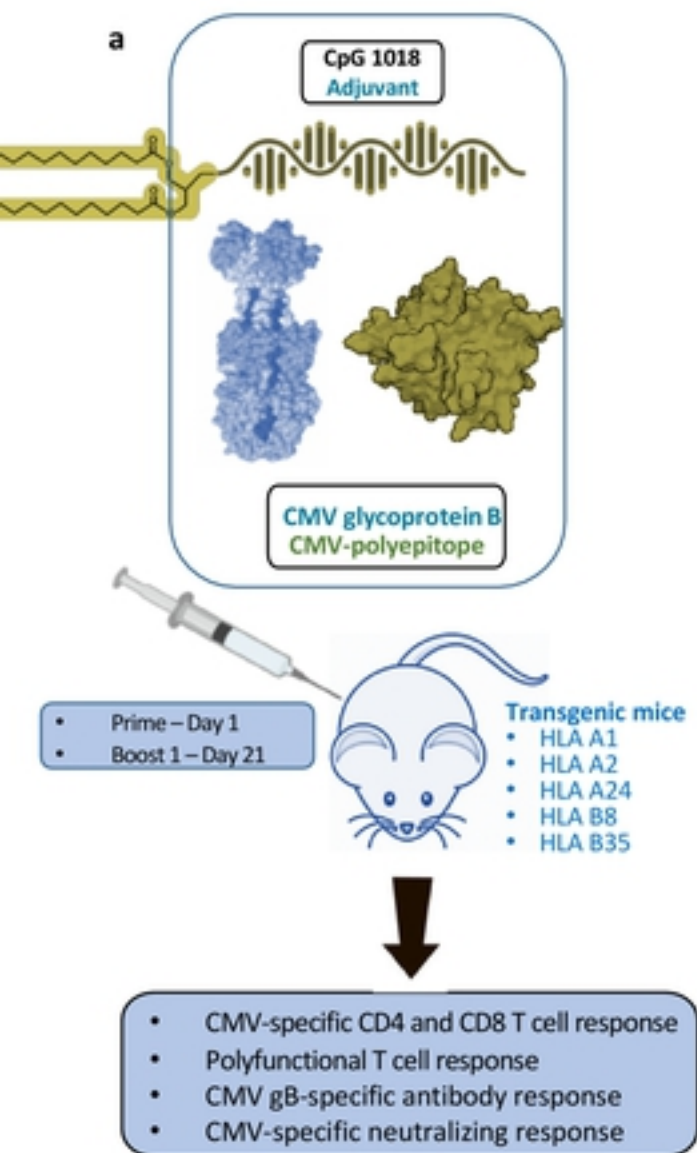 a
CpG 1018
Adjuvant
CMV glycoprotein B
CMV-polyepitope
• Prime – Day 1
• Boost 1 – Day 21
Transgenic mice
• HLA A1
• HLA A2
• HLA A24
• HLA B8
• HLA B35
• CMV-specific CD4 and CD8 T cell response
• Polyfunctional T cell response
• CMV gB-specific antibody response
• CMV-specific neutralizing response